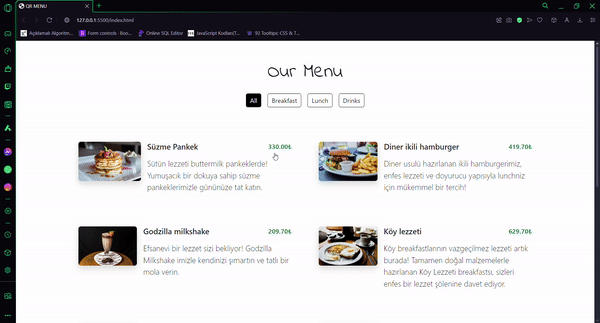 QR MENU
127.0.0.1:5500/index.html
Açıklamalı Algoritm...
Form controls · Boo...
Online SQL Editor
JavaScript Kodları(T...
92 Tooltips: CSS & T...
Our Menu
All
Breakfast
Lunch
Drinks
Süzme Pankek
330.00₺
Sütün lezzeti buttermilk pankeklerde!
Yumuşacık bir dokuya sahip süzme
pankeklerimizle gününüze tat katın.
Diner ikili hamburger
419.70₺
Diner usulü hazırlanan ikili hamburgerimiz,
enfes lezzeti ve doyurucu yapısıyla lunchniz
için mükemmel bir tercih!
Godzilla milkshake
209.70₺
Efsanevi bir lezzet sizi bekliyor! Godzilla
Milkshake imizle kendinizi şımartın ve tatlı bir
mola verin.
Köy lezzeti
629.70₺
Köy breakfastlarının vazgeçilmez lezzeti artık
burada! Tamamen doğal malzemelerle
hazırlanan Köy Lezzeti breakfastsı, sizleri
enfes bir lezzet şölenine davet ediyor.